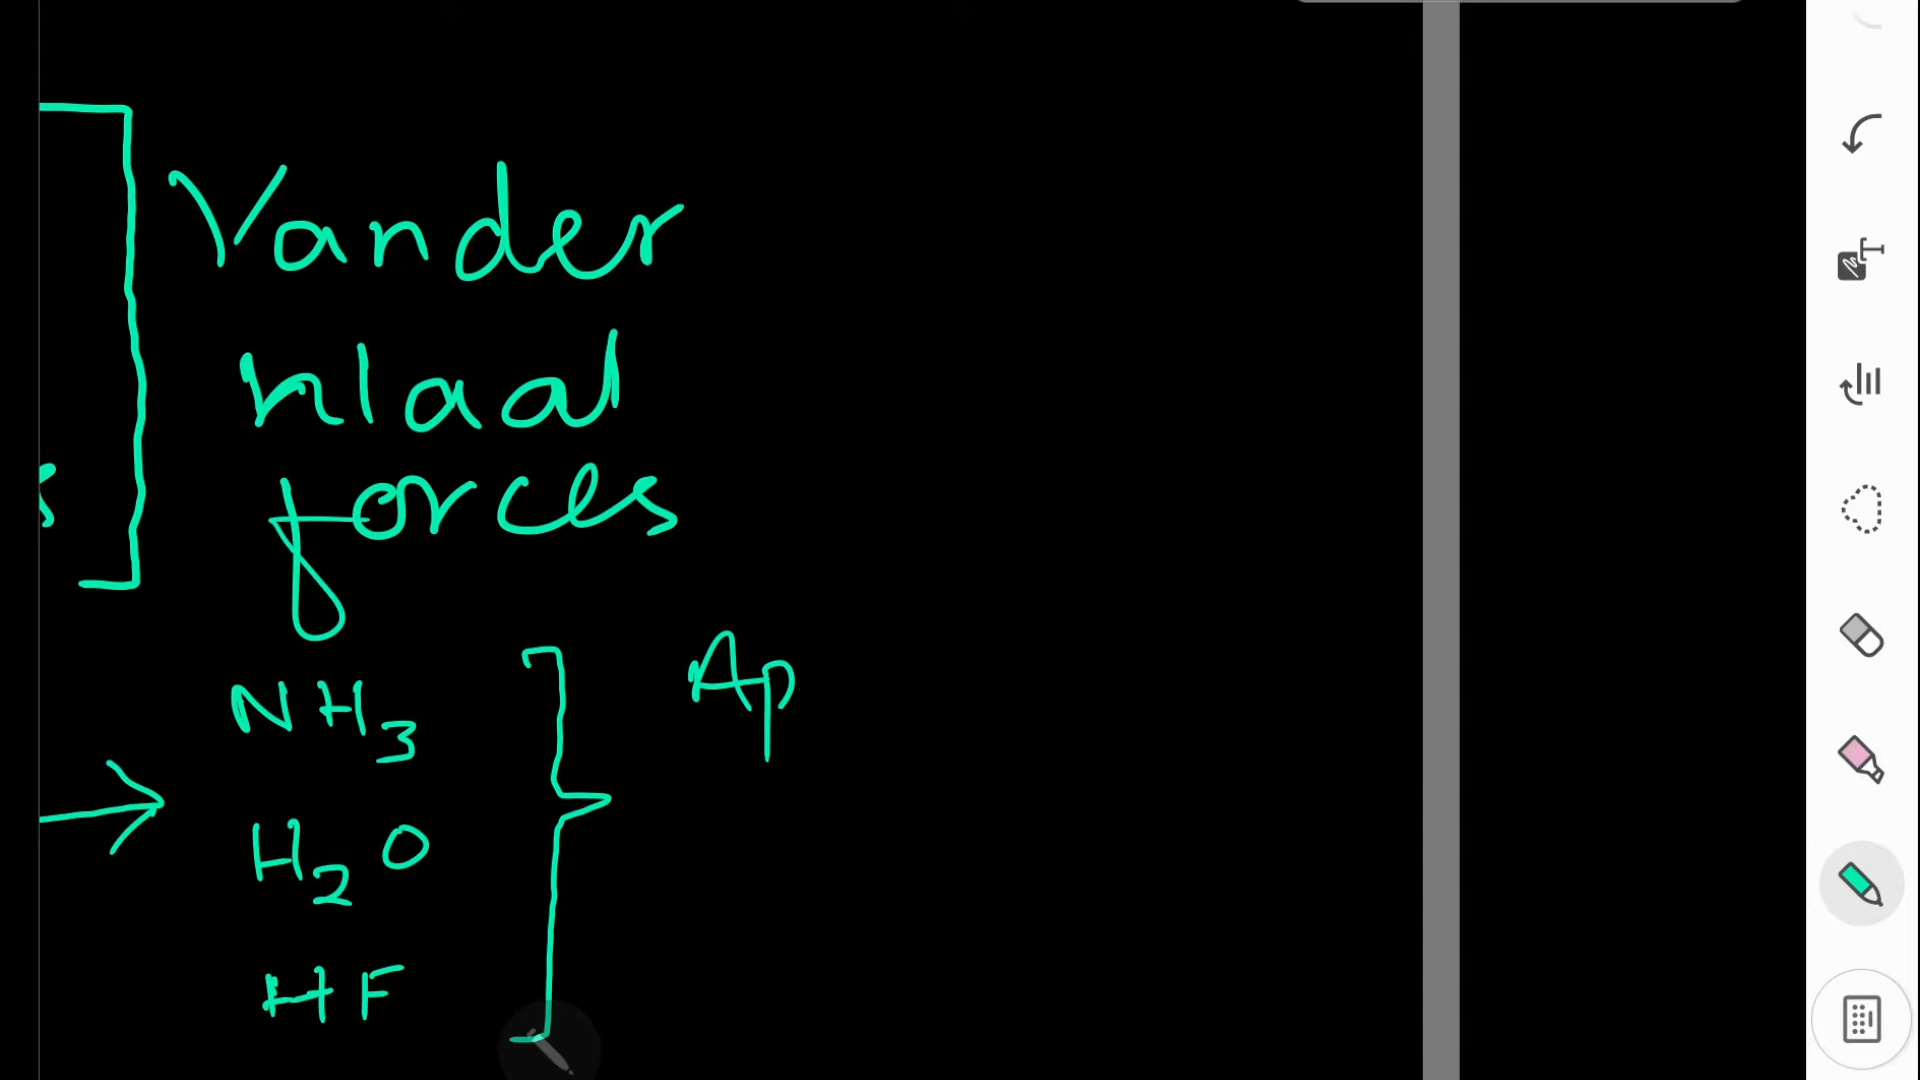 Vander
Waal
forces
NH3
Ap
H2O
HF